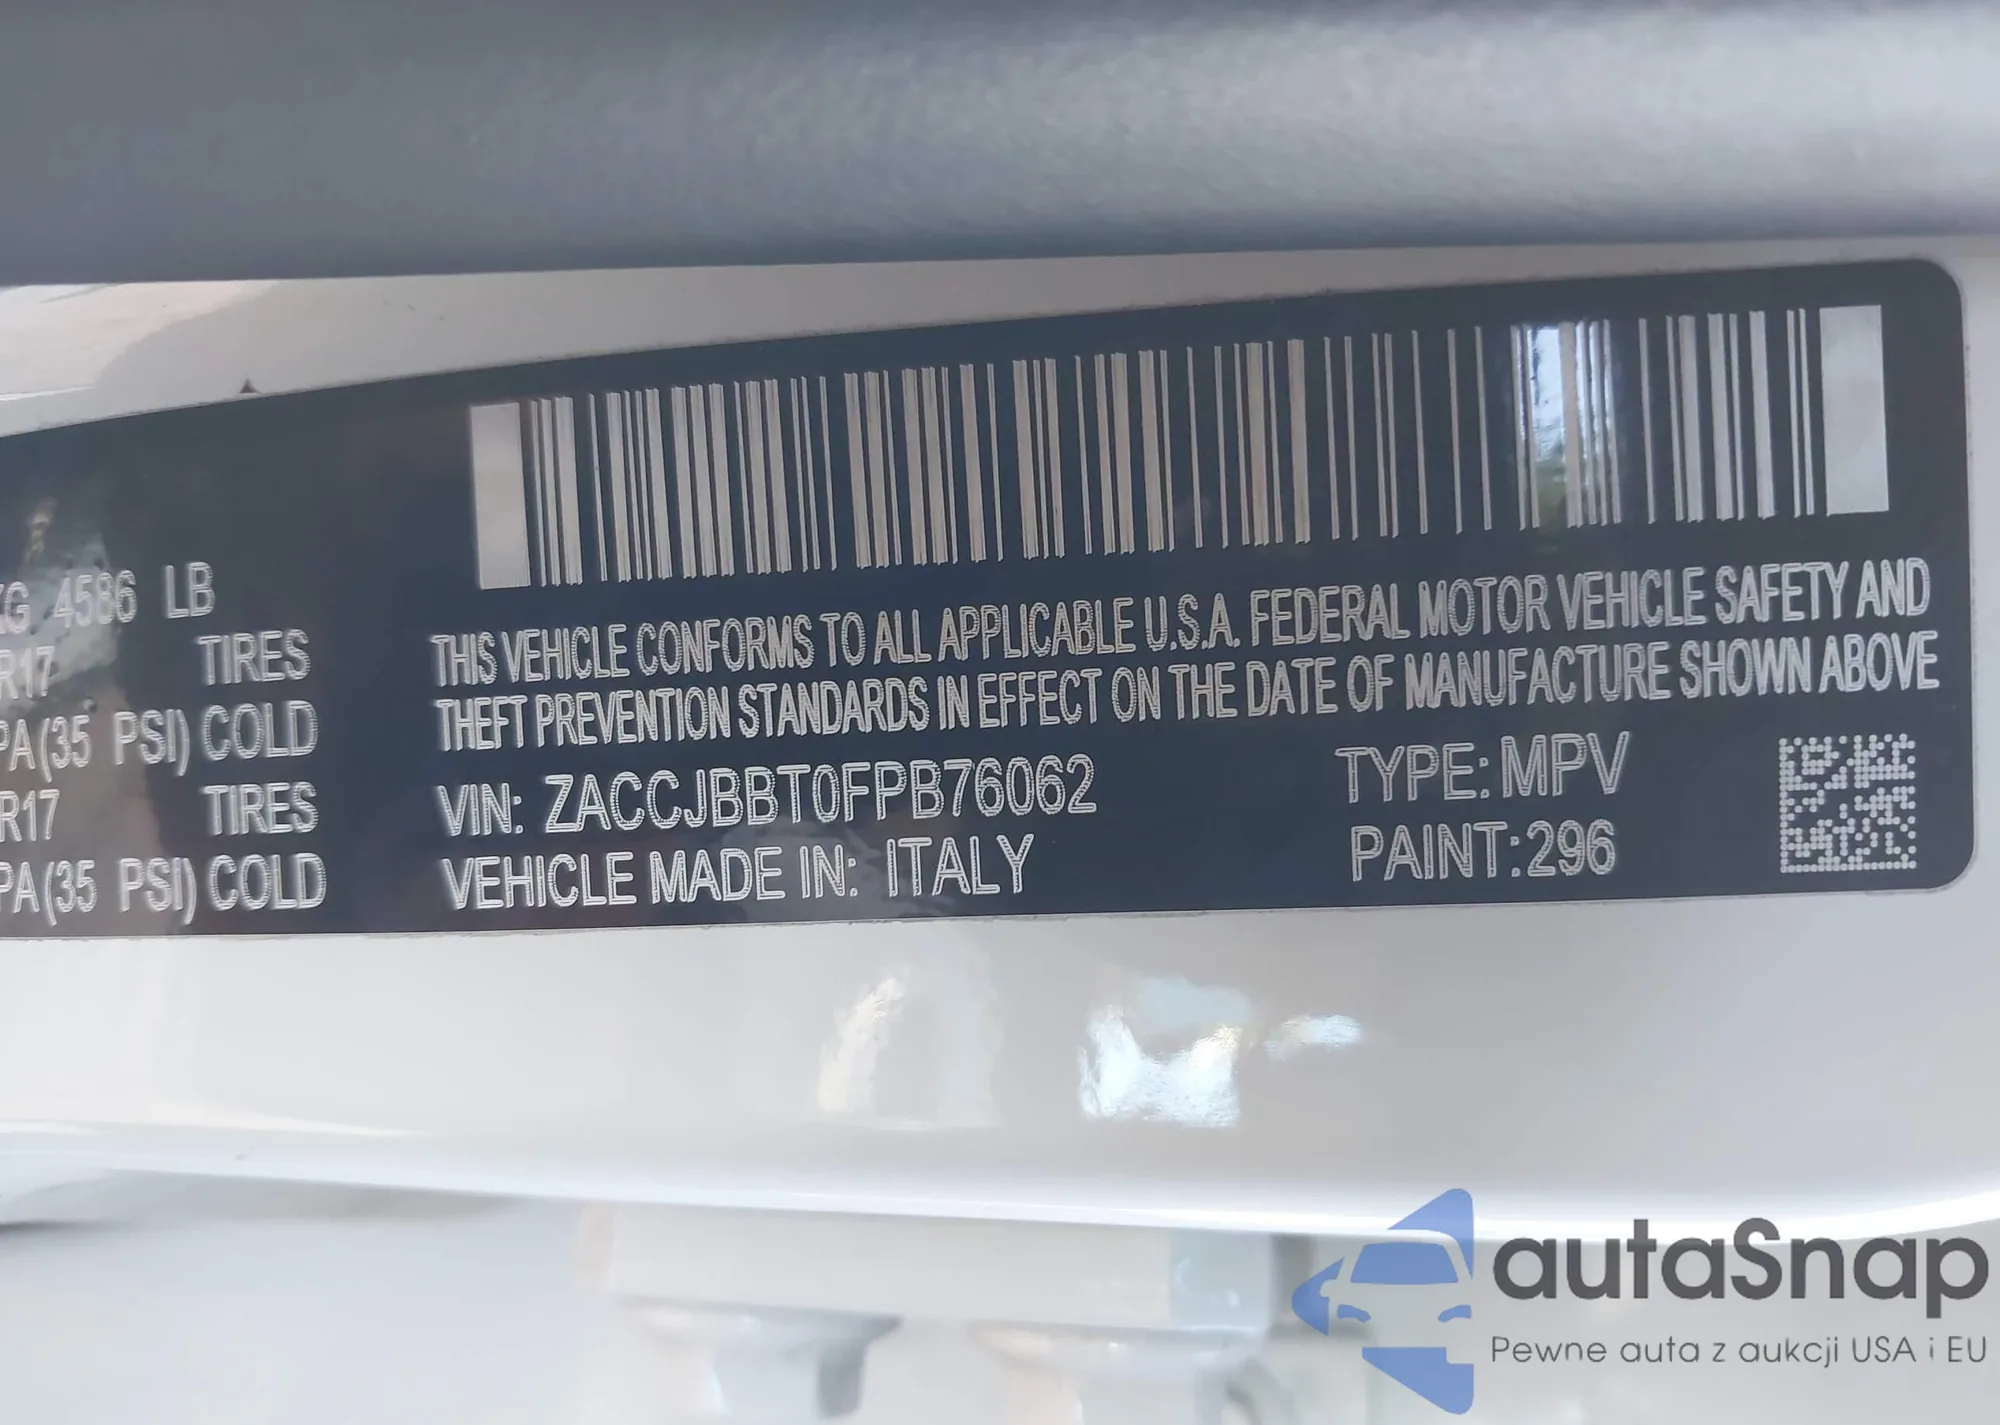 KG 4586 LB
R17 TIRES
PA(35 PSI) COLD
R17 TIRES
PA(35 PSI) COLD
THIS VEHICLE CONFORMS TO ALL APPLICABLE U.S.A. FEDERAL MOTOR VEHICLE SAFETY AND
THEFT PREVENTION STANDARDS IN EFFECT ON THE DATE OF MANUFACTURE SHOWN ABOVE
VIN: ZACCJBBT0FPB76062 TYPE: MPV
VEHICLE MADE IN: ITALY PAINT:296
autaSnap
Pewne auta z aukcji USA i EU